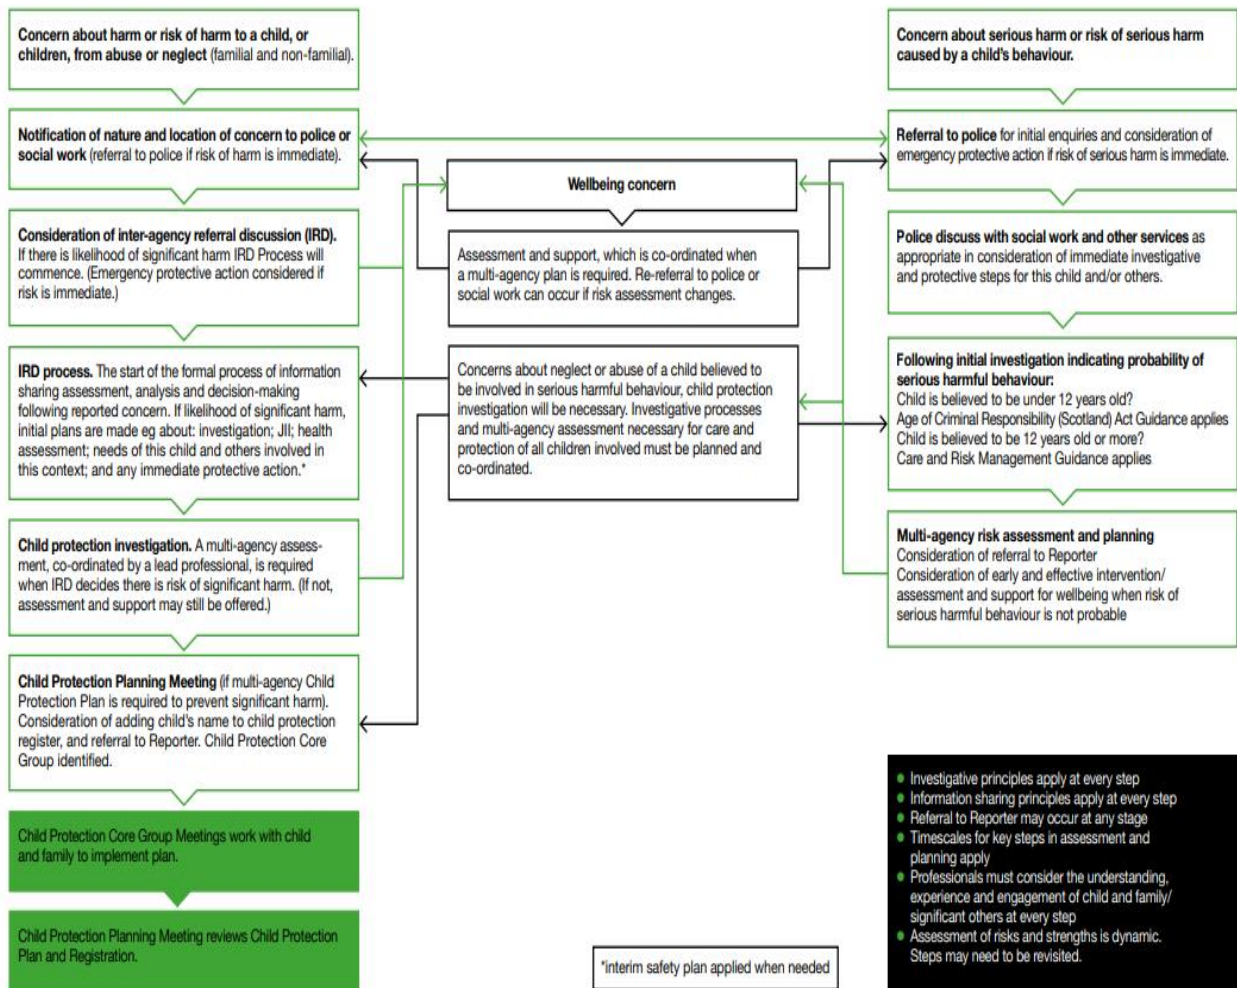 Concern about harm or risk of harm to a child, or
children, from abuse or neglect (familial and non-familial).
Notification of nature and location of concern to police or
social work (referral to police if risk of harm is immediate).
Consideration of inter-agency referral discussion (IRD).
If there is likelihood of significant harm IRD Process will
commence. (Emergency protective action considered if
risk is immediate.)
IRD process. The start of the formal process of information
sharing assessment, analysis and decision-making
following reported concern. If likelihood of significant harm,
initial plans are made eg about: investigation; JII; health
assessment; needs of this child and others involved in
this context; and any immediate protective action.*
Child protection investigation. A multi-agency assess-
ment, co-ordinated by a lead professional, is required
when IRD decides there is risk of significant harm. (If not,
assessment and support may still be offered.)
Child Protection Planning Meeting (if multi-agency Child
Protection Plan is required to prevent significant harm).
Consideration of adding child's name to child protection
register, and referral to Reporter. Child Protection Core
Group identified.
Child Protection Core Group Meetings work with child
and family to implement plan.
Child Protection Planning Meeting reviews Child Protection
Plan and Registration.
Wellbeing concern
Assessment and support, which is co-ordinated when
a multi-agency plan is required. Re-referral to police or
social work can occur if risk assessment changes.
Concerns about neglect or abuse of a child believed to
be involved in serious harmful behaviour, child protection
investigation will be necessary. Investigative processes
and multi-agency assessment necessary for care and
protection of all children involved must be planned and
co-ordinated.
*interim safety plan applied when needed
Concern about serious harm or risk of serious harm
caused by a child's behaviour.
Referral to police for initial enquiries and consideration of
emergency protective action if risk of serious harm is immediate.
Police discuss with social work and other services as
appropriate in consideration of immediate investigative
and protective steps for this child and/or others.
Following initial investigation indicating probability of
serious harmful behaviour:
Child is believed to be under 12 years old?
Age of Criminal Responsibility (Scotland) Act Guidance applies
Child is believed to be 12 years old or more?
Care and Risk Management Guidance applies
Multi-agency risk assessment and planning
Consideration of referral to Reporter
Consideration of early and effective intervention/
assessment and support for wellbeing when risk of
serious harmful behaviour is not probable
● Investigative principles apply at every step
● Information sharing principles apply at every step
● Referral to Reporter may occur at any stage
● Timescales for key steps in assessment and
planning apply
● Professionals must consider the understanding,
experience and engagement of child and family/
significant others at every step
● Assessment of risks and strengths is dynamic.
Steps may need to be revisited.